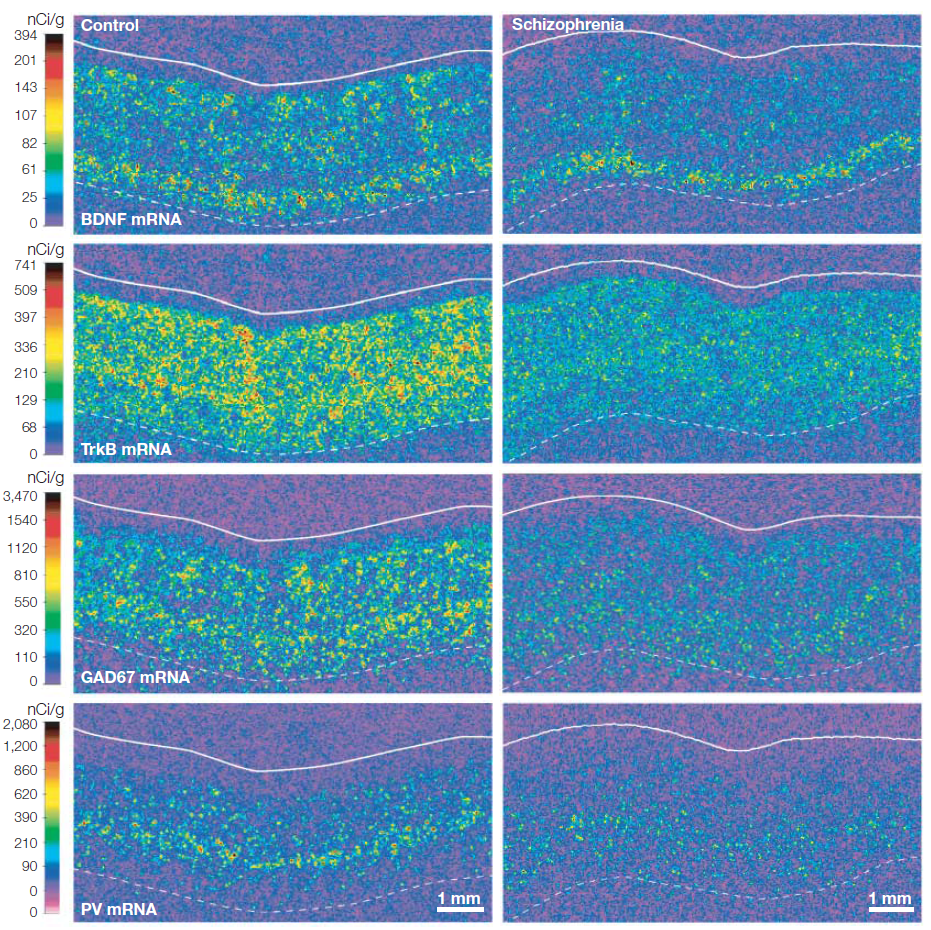 nCi/g
Control
Schizophrenia
394
201
143
107
82
61
25
0
BDNF mRNA
nCi/g
741
509
397
336
210
129
68
0
TrkB mRNA
nCi/g
3,470
1540
1120
810
550
320
110
0
GAD67 mRNA
nCi/g
2,080
1,200
860
620
390
210
90
0
0
PV mRNA
1 mm
1 mm